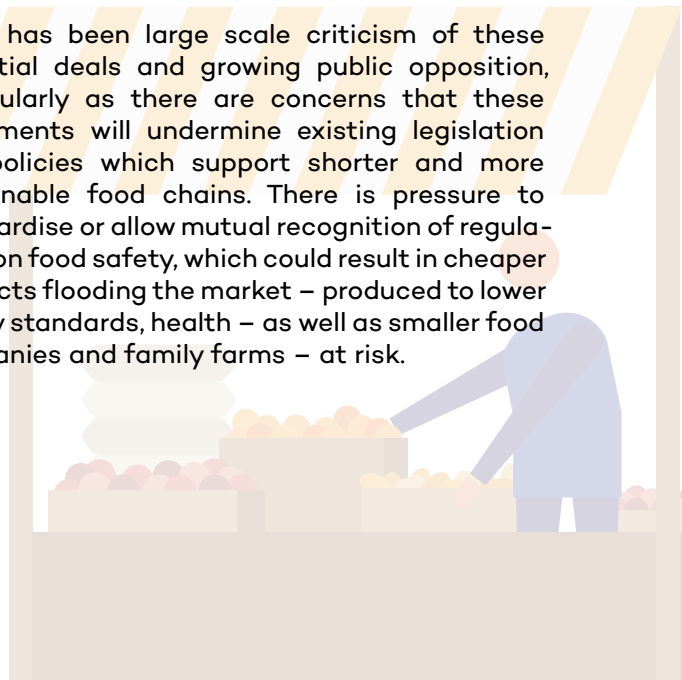 has been large scale criticism of these
tial deals and growing public opposition,
ularly as there are concerns that these
ments will undermine existing legislation
policies which support shorter and more
nable food chains. There is pressure to
ardise or allow mutual recognition of regula-
on food safety, which could result in cheaper
cts flooding the market – produced to lower
y standards, health – as well as smaller food
anies and family farms – at risk.